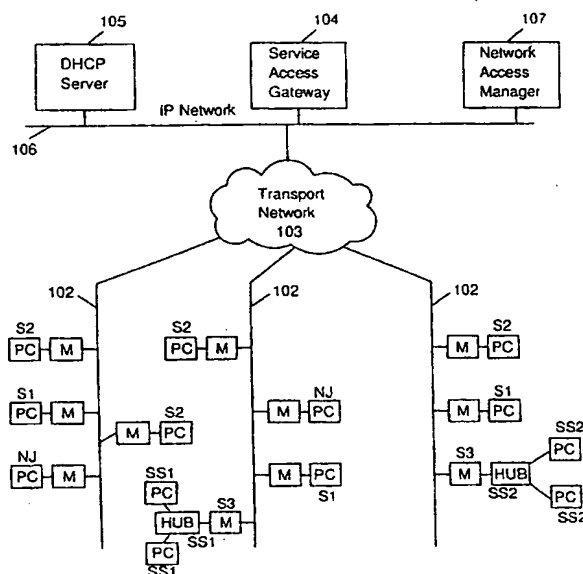 105
104
107
DHCP
Server
Service
Access
Gateway
Network
Access
Manager
IP Network
106
Transport
Network
103
102
102
102
S2
PC
M
S2
PC
M
S2
M
PC
S1
PC
M
S2
M
PC
NJ
M
PC
S1
M
PC
NJ
PC
M
SS1
PC
S3
HUB
M
SS1
PC
SS1
M
PC
S1
S3
M
HUB
SS2
SS2
PC
PC
SS2